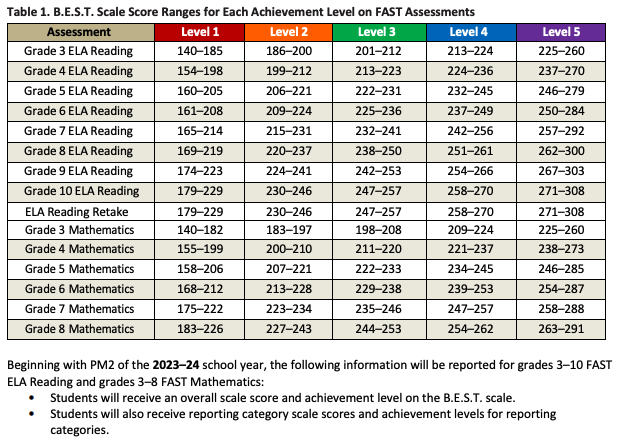 Table 1. B.E.S.T. Scale Score Ranges for Each Achievement Level on FAST Assessments
Assessment Level 1 Level 2 Level 3 Level 4 Level 5
Grade 3 ELA Reading 140–185 186–200 201–212 213–224 225–260
Grade 4 ELA Reading 154–198 199–212 213–223 224–236 237–270
Grade 5 ELA Reading 160–205 206–221 222–231 232–245 246–279
Grade 6 ELA Reading 161–208 209–224 225–236 237–249 250–284
Grade 7 ELA Reading 165–214 215–231 232–241 242–256 257–292
Grade 8 ELA Reading 169–219 220–237 238–250 251–261 262–300
Grade 9 ELA Reading 174–223 224–241 242–253 254–266 267–303
Grade 10 ELA Reading 179–229 230–246 247–257 258–270 271–308
ELA Reading Retake 179–229 230–246 247–257 258–270 271–308
Grade 3 Mathematics 140–182 183–197 198–208 209–224 225–260
Grade 4 Mathematics 155–199 200–210 211–220 221–237 238–273
Grade 5 Mathematics 158–206 207–221 222–233 234–245 246–285
Grade 6 Mathematics 168–212 213–228 229–238 239–253 254–287
Grade 7 Mathematics 175–222 223–234 235–246 247–257 258–288
Grade 8 Mathematics 183–226 227–243 244–253 254–262 263–291
Beginning with PM2 of the 2023–24 school year, the following information will be reported for grades 3–10 FAST
ELA Reading and grades 3–8 FAST Mathematics:
• Students will receive an overall scale score and achievement level on the B.E.S.T. scale.
• Students will also receive reporting category scale scores and achievement levels for reporting
categories.